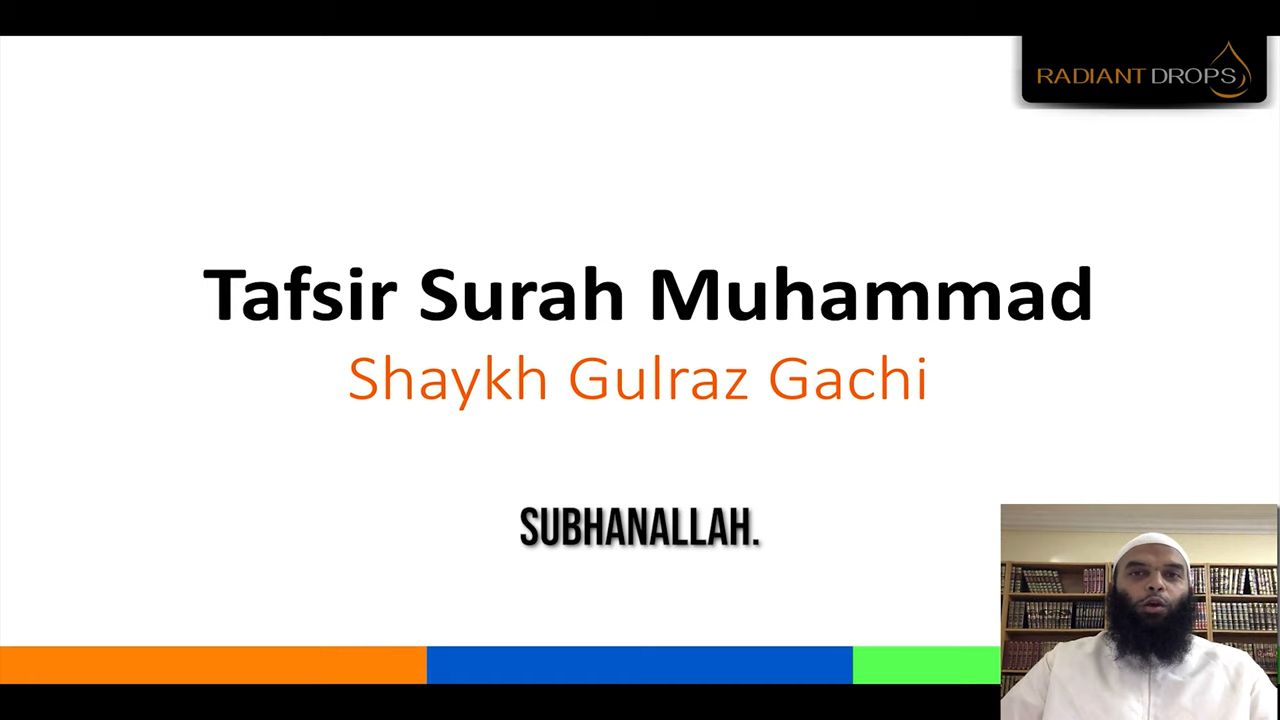 RADIANT DROPS
Tafsir Surah Muhammad
Shaykh Gulraz Gachi
SUBHANALLAH.